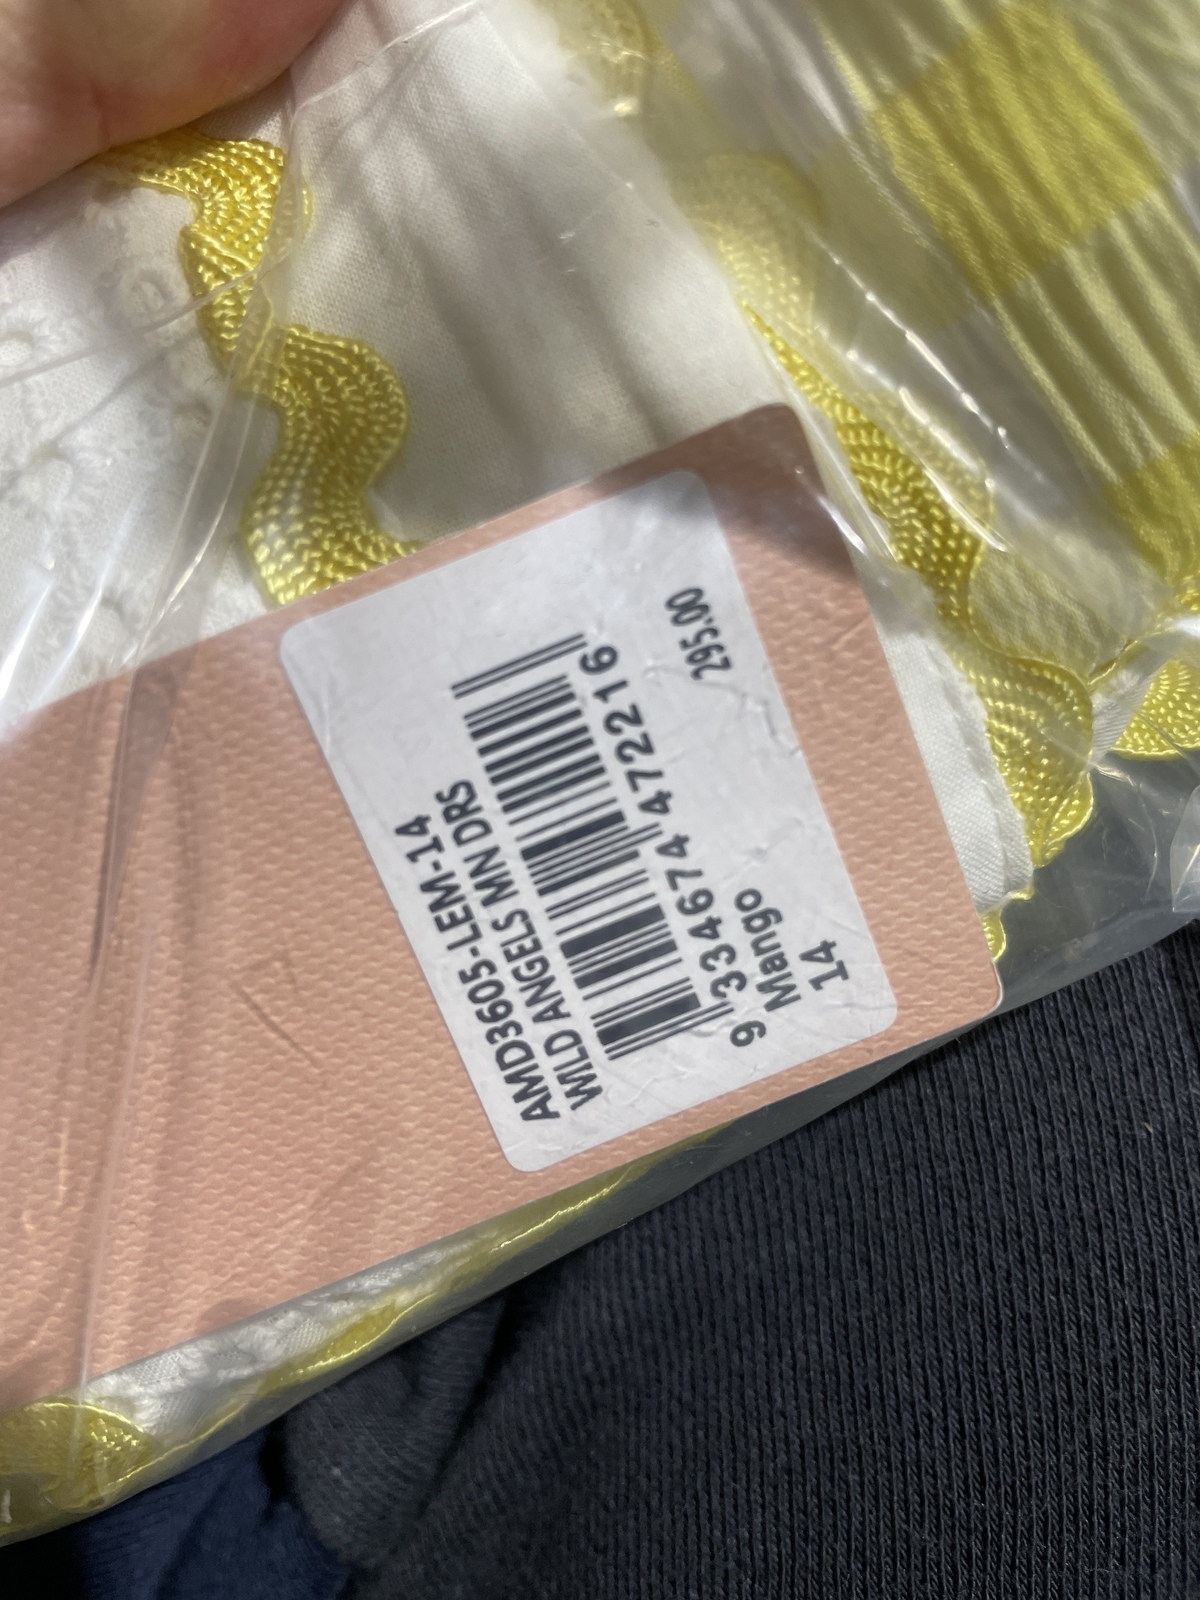 AMD3605-LEM-14
WILD ANGELS MN DRS
9 334674 472216
Mango
14
295.00